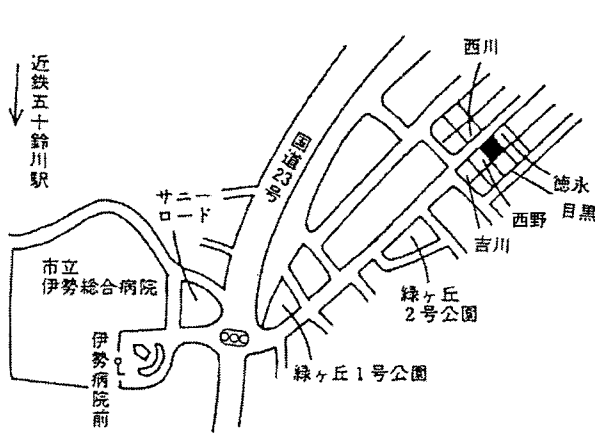 近鉄五十鈴川駅
西川
国道23号
サニー
ロード
徳永
目黒
西野
吉川
市立
伊勢総合病院
緑ヶ丘
2号公園
伊勢病院前
緑ヶ丘1号公園